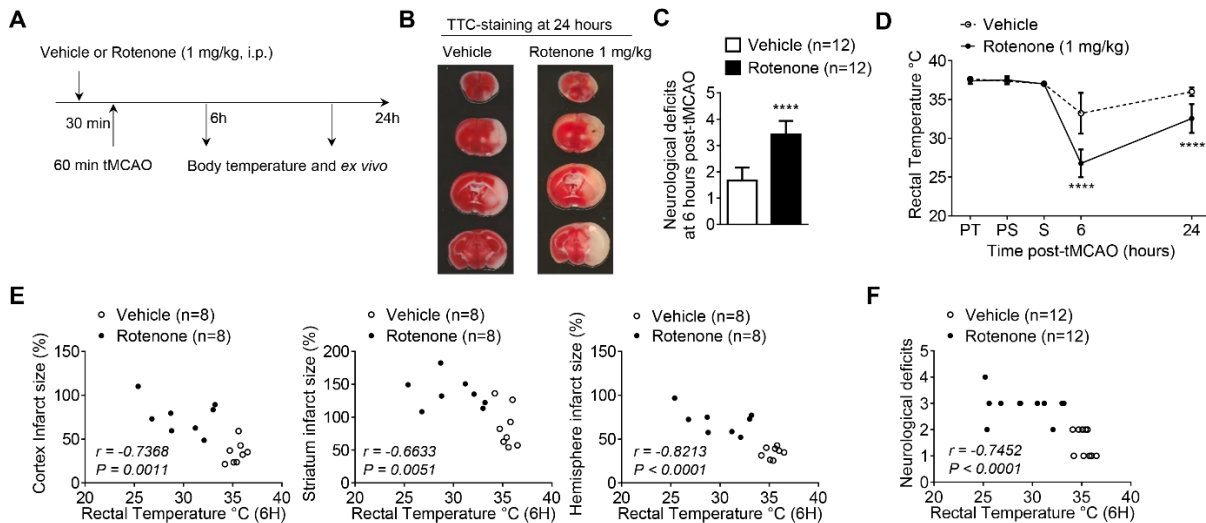 A
Vehicle or Rotenone (1 mg/kg, i.p.)
30 min
6h
24h
60 min tMCAO
Body temperature and ex vivo
B
TTC-staining at 24 hours
Vehicle
Rotenone 1 mg/kg
C
Vehicle (n=12)
Rotenone (n=12)
Neurological deficits
at 6 hours post-tMCAO
5
4
3
2
1
0
****
D
Vehicle
Rotenone (1 mg/kg)
Rectal Temperature °C
40
35
30
25
20
****
****
PT PS S 6 24
Time post-tMCAO (hours)
E
Vehicle (n=8)
Rotenone (n=8)
Cortex Infarct size (%)
150
100
50
0
r = -0.7368
P = 0.0011
20 25 30 35 40
Rectal Temperature °C (6H)
Vehicle (n=8)
Rotenone (n=8)
Striatum infarct size (%)
200
150
100
50
0
r = -0.6633
P = 0.0051
20 25 30 35 40
Rectal Temperature °C (6H)
Vehicle (n=8)
Rotenone (n=8)
Hemisphere infarct size (%)
150
100
50
0
r = -0.8213
P < 0.0001
20 25 30 35 40
Rectal Temperature °C (6H)
F
Vehicle (n=12)
Rotenone (n=12)
Neurological deficits
5
4
3
2
1
0
r = -0.7452
P < 0.0001
20 25 30 35 40
Rectal Temperature °C (6H)